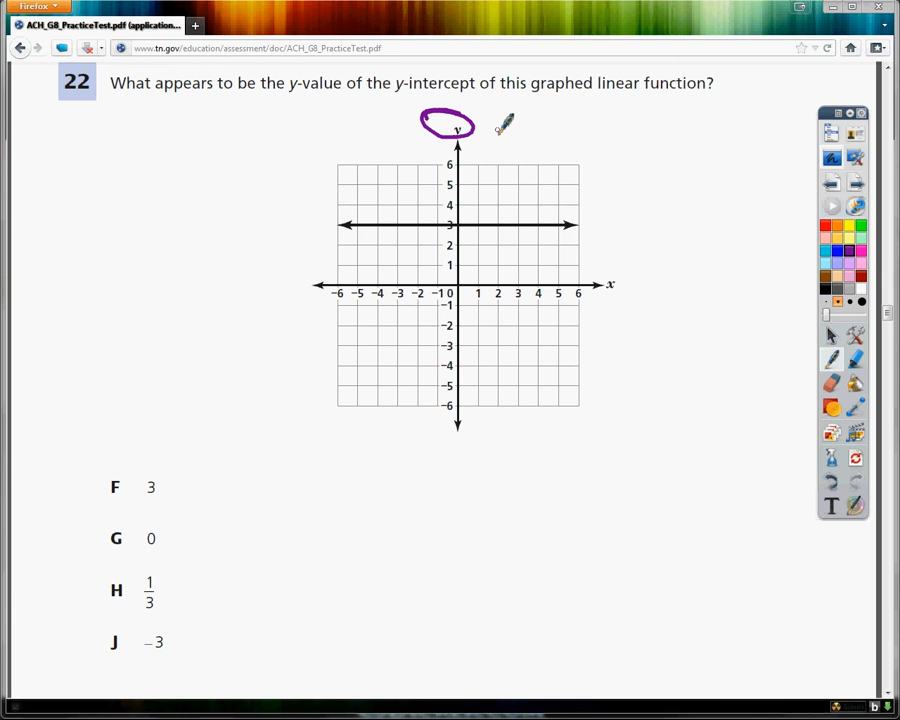 Firefox
ACH_G8_PracticeTest.pdf (application...
www.tn.gov/education/assessment/doc/ACH_G8_PracticeTest.pdf
22 What appears to be the y-value of the y-intercept of this graphed linear function?
y
6
5
4
3
2
1
x
−6 −5 −4 −3 −2 −1 0 1 2 3 4 5 6
−1
−2
−3
−4
−5
−6
F 3
G 0
H 1/3
J −3
T
b